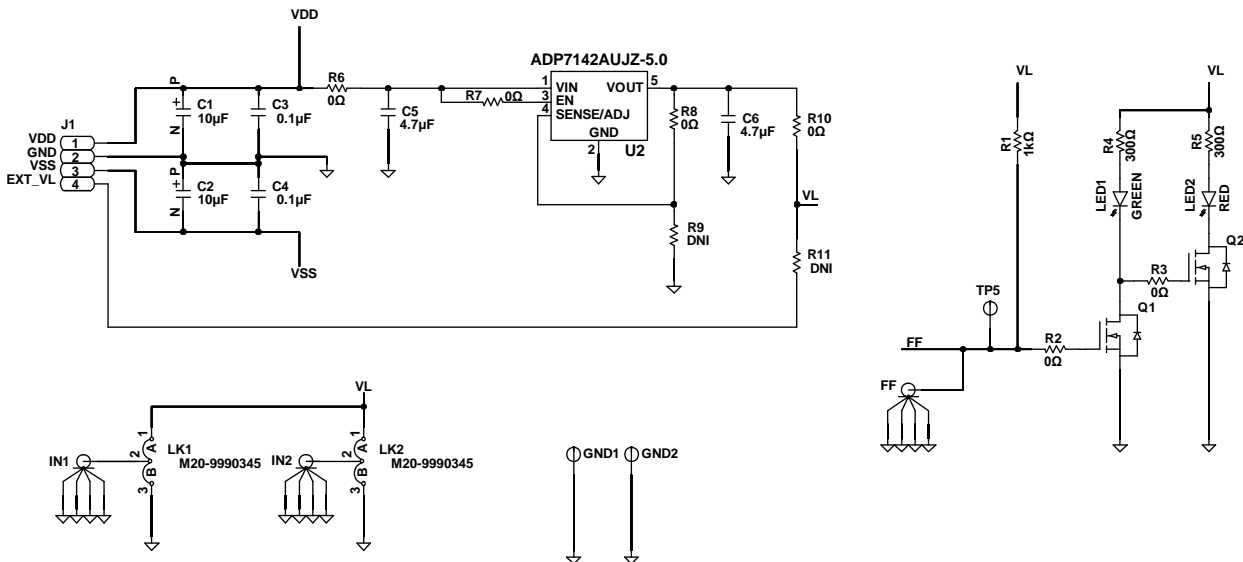 VDD
ADP7142AUJZ-5.0
P
R6
0Ω
R7
0Ω
1
VIN
VOUT
5
3
EN
4
SENSE/ADJ
GND
2
U2
+
C1
10µF
N
C3
0.1µF
C5
4.7µF
R8
0Ω
C6
4.7µF
R10
0Ω
J1
VDD
1
GND
2
VSS
3
EXT_VL
4
P
+
C2
10µF
N
C4
0.1µF
VSS
R9
DNI
VL
R11
DNI
VL
VL
R1
1kΩ
R4
300Ω
R5
300Ω
LED1
GREEN
LED2
RED
Q2
R3
0Ω
TP5
Q1
FF
R2
0Ω
FF
VL
IN1
1
A
2
B
3
LK1
M20-9990345
IN2
1
A
2
B
3
LK2
M20-9990345
GND1
GND2